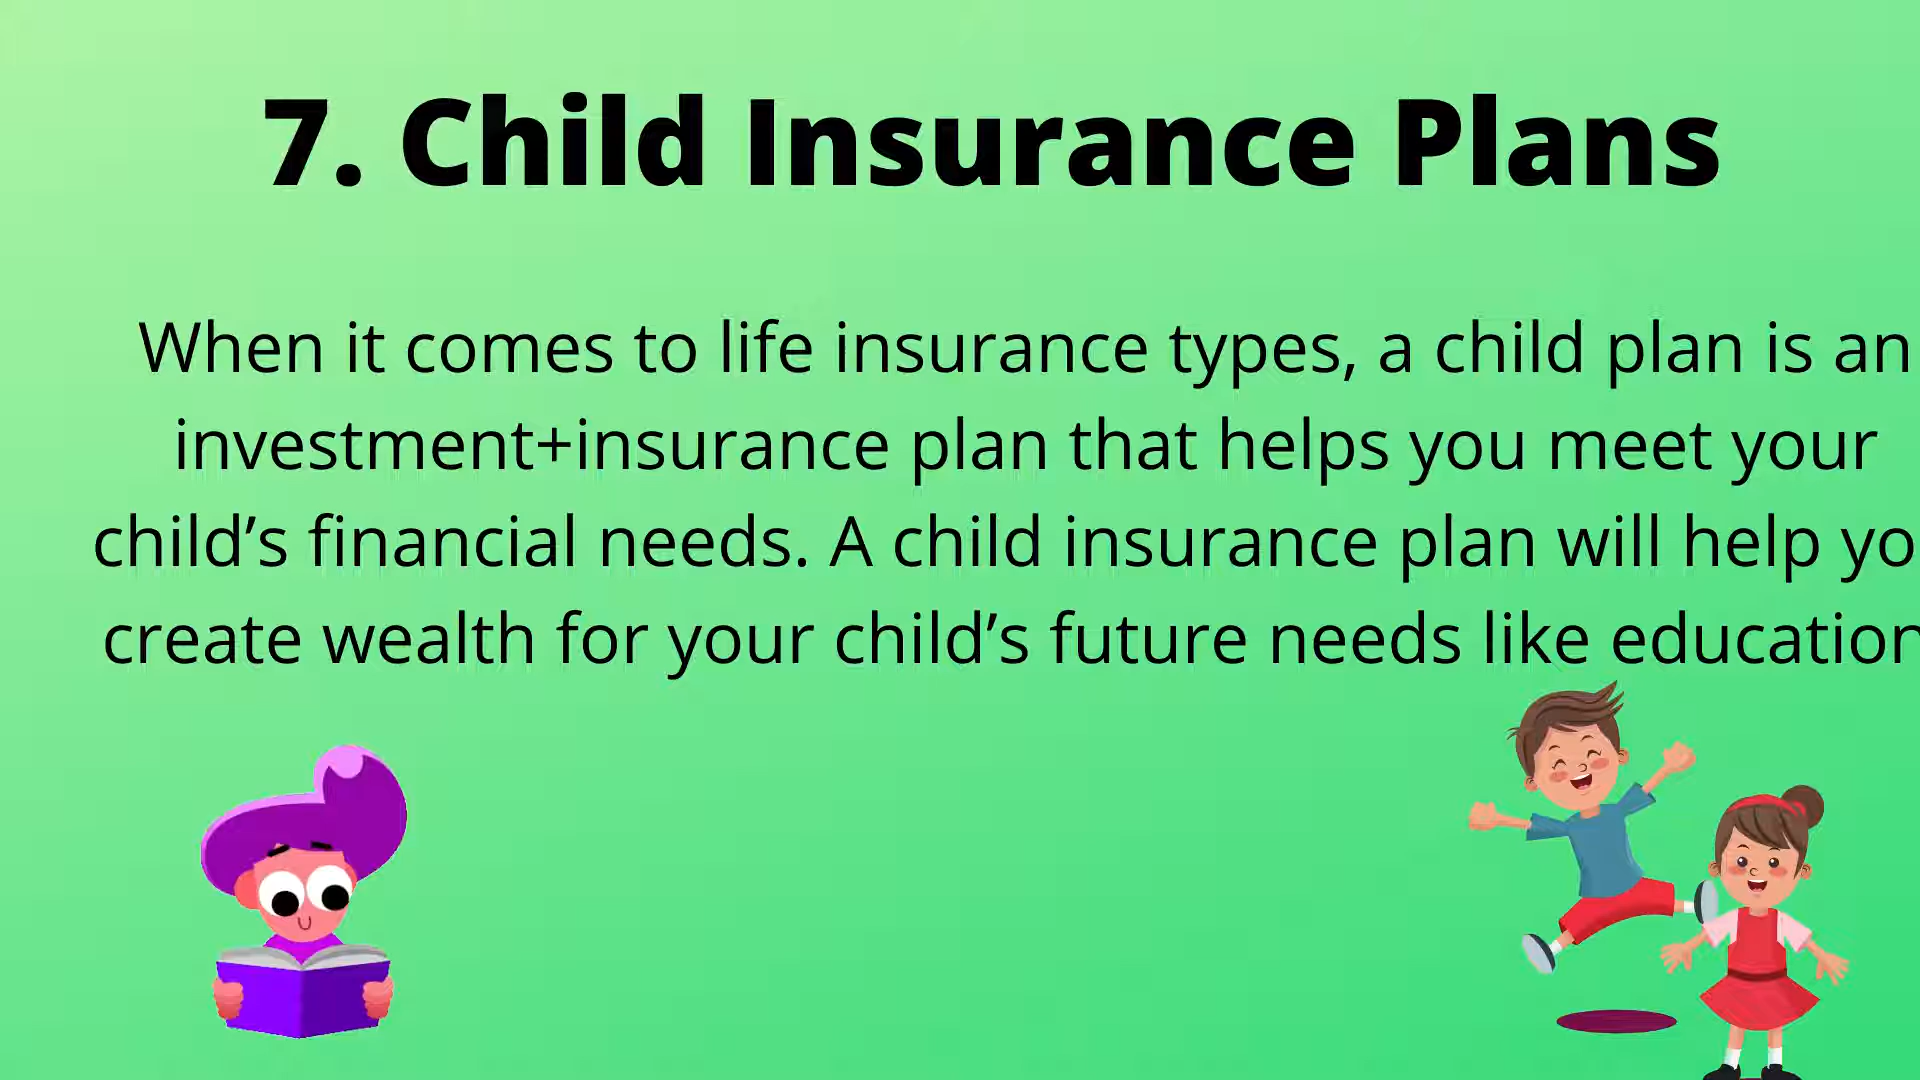 7. Child Insurance Plans
When it comes to life insurance types, a child plan is an
investment+insurance plan that helps you meet your
child’s financial needs. A child insurance plan will help yo
create wealth for your child’s future needs like education